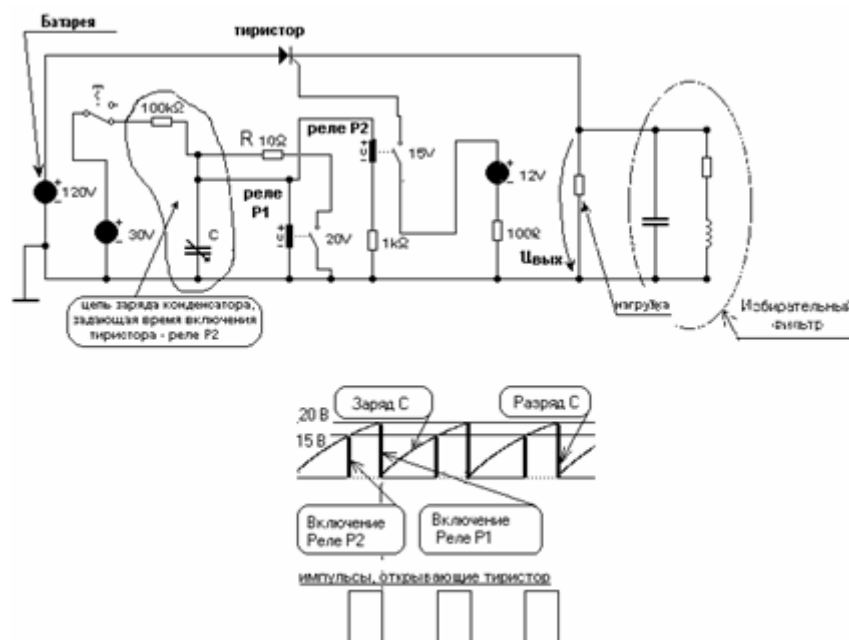 Батарея
тиристор
100kΩ
R 10Ω
реле P2
15V
120V
30V
реле
P1
C
20V
1kΩ
12V
100Ω
Uвых
нагрузка
Избирательный
фильтр
цепь заряда конденсатора,
задающая время включения
тиристора - реле P2
20 В
15 В
Заряд С
Разряд С
Включение
Реле P2
Включение
Реле P1
импульсы, открывающие тиристор